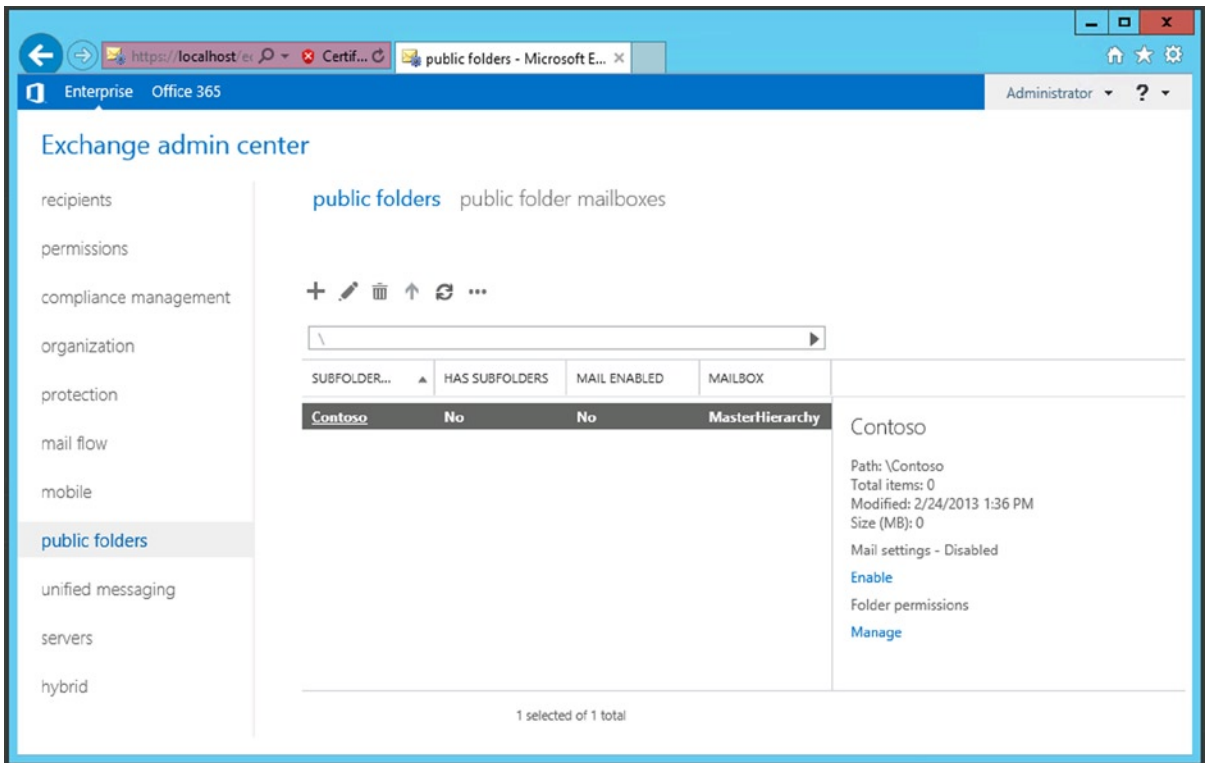 https://localhost/ec
Certif...
public folders - Microsoft E...
Enterprise Office 365
Administrator ?
Exchange admin center
recipients
permissions
compliance management
organization
protection
mail flow
mobile
public folders
unified messaging
servers
hybrid
public folders public folder mailboxes
\
SUBFOLDER... HAS SUBFOLDERS MAIL ENABLED MAILBOX
Contoso No No MasterHierarchy
Contoso
Path: \Contoso
Total items: 0
Modified: 2/24/2013 1:36 PM
Size (MB): 0
Mail settings - Disabled
Enable
Folder permissions
Manage
1 selected of 1 total